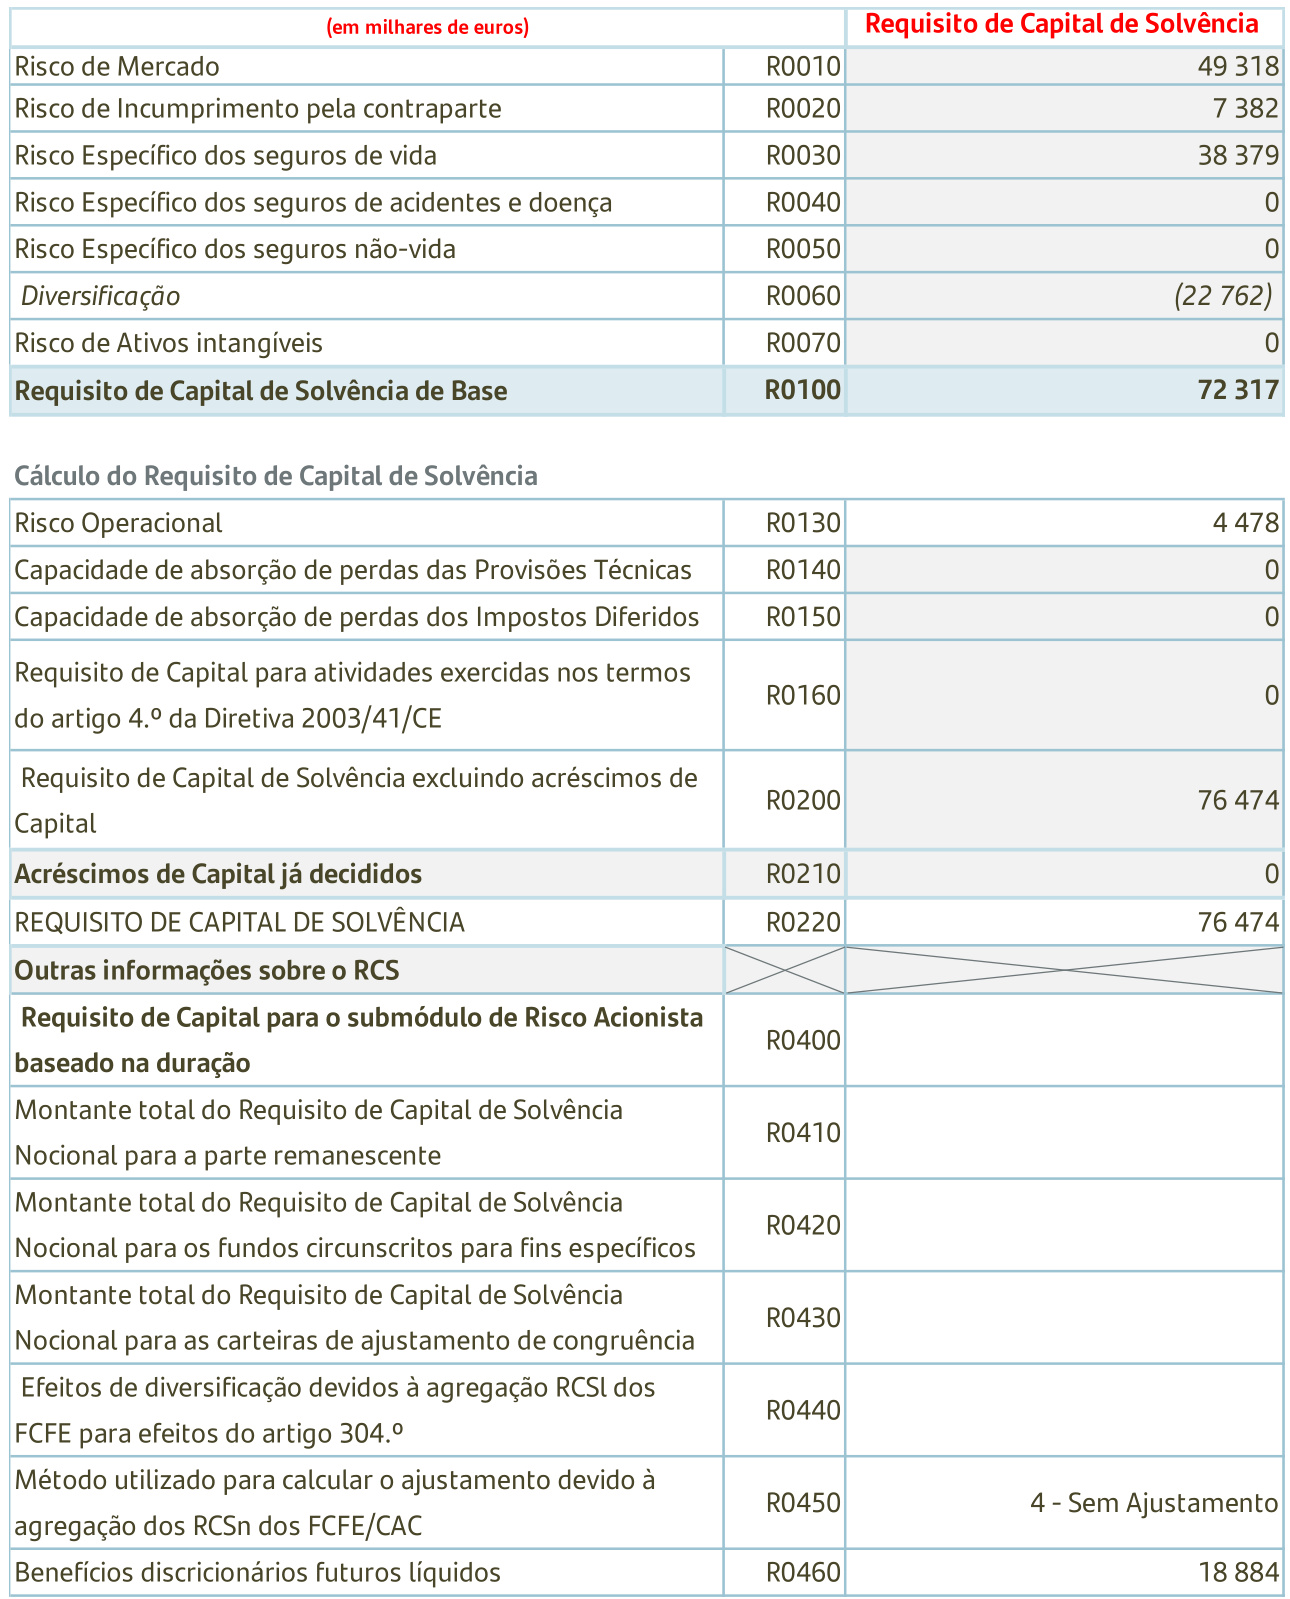 (em milhares de euros) Requisito de Capital de Solvência
Risco de Mercado R0010 49 318
Risco de Incumprimento pela contraparte R0020 7 382
Risco Específico dos seguros de vida R0030 38 379
Risco Específico dos seguros de acidentes e doença R0040 0
Risco Específico dos seguros não-vida R0050 0
Diversificação R0060 (22 762)
Risco de Ativos intangíveis R0070 0
Requisito de Capital de Solvência de Base R0100 72 317
Cálculo do Requisito de Capital de Solvência
Risco Operacional R0130 4 478
Capacidade de absorção de perdas das Provisões Técnicas R0140 0
Capacidade de absorção de perdas dos Impostos Diferidos R0150 0
Requisito de Capital para atividades exercidas nos termos
do artigo 4.º da Diretiva 2003/41/CE R0160 0
Requisito de Capital de Solvência excluindo acréscimos de
Capital R0200 76 474
Acréscimos de Capital já decididos R0210 0
REQUISITO DE CAPITAL DE SOLVÊNCIA R0220 76 474
Outras informações sobre o RCS
Requisito de Capital para o submódulo de Risco Acionista
baseado na duração R0400
Montante total do Requisito de Capital de Solvência
Nocional para a parte remanescente R0410
Montante total do Requisito de Capital de Solvência
Nocional para os fundos circunscritos para fins específicos R0420
Montante total do Requisito de Capital de Solvência
Nocional para as carteiras de ajustamento de congruência R0430
Efeitos de diversificação devidos à agregação RCSl dos
FCFE para efeitos do artigo 304.º R0440
Método utilizado para calcular o ajustamento devido à
agregação dos RCSn dos FCFE/CAC R0450 4 - Sem Ajustamento
Benefícios discricionários futuros líquidos R0460 18 884